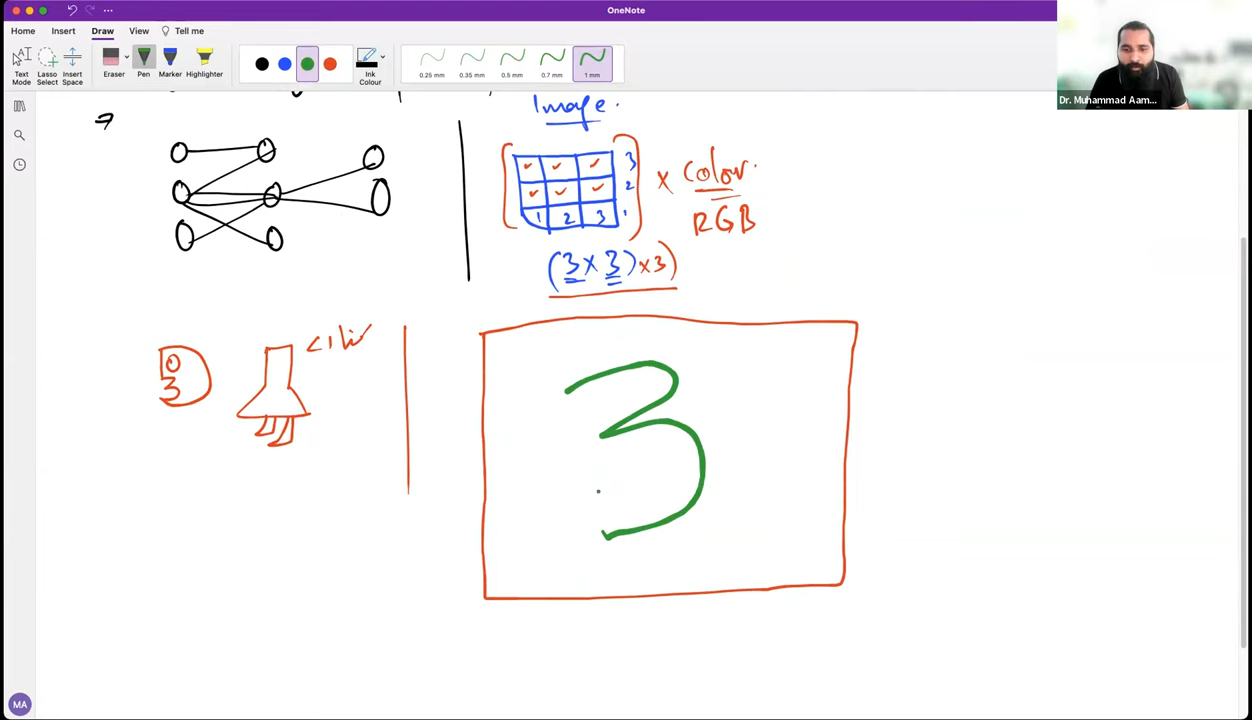 OneNote
Home Insert Draw View Tell me
Text Mode
Lasso Select
Insert Space
Eraser
Pen
Marker
Highlighter
Ink Colour
0.25 mm
0.35 mm
0.5 mm
0.7 mm
1 mm
Dr. Muhammad Aam...
Image.
3
2
1 2 3 1
x Color.
RGB
(3x3)x3)
0
3
3
MA